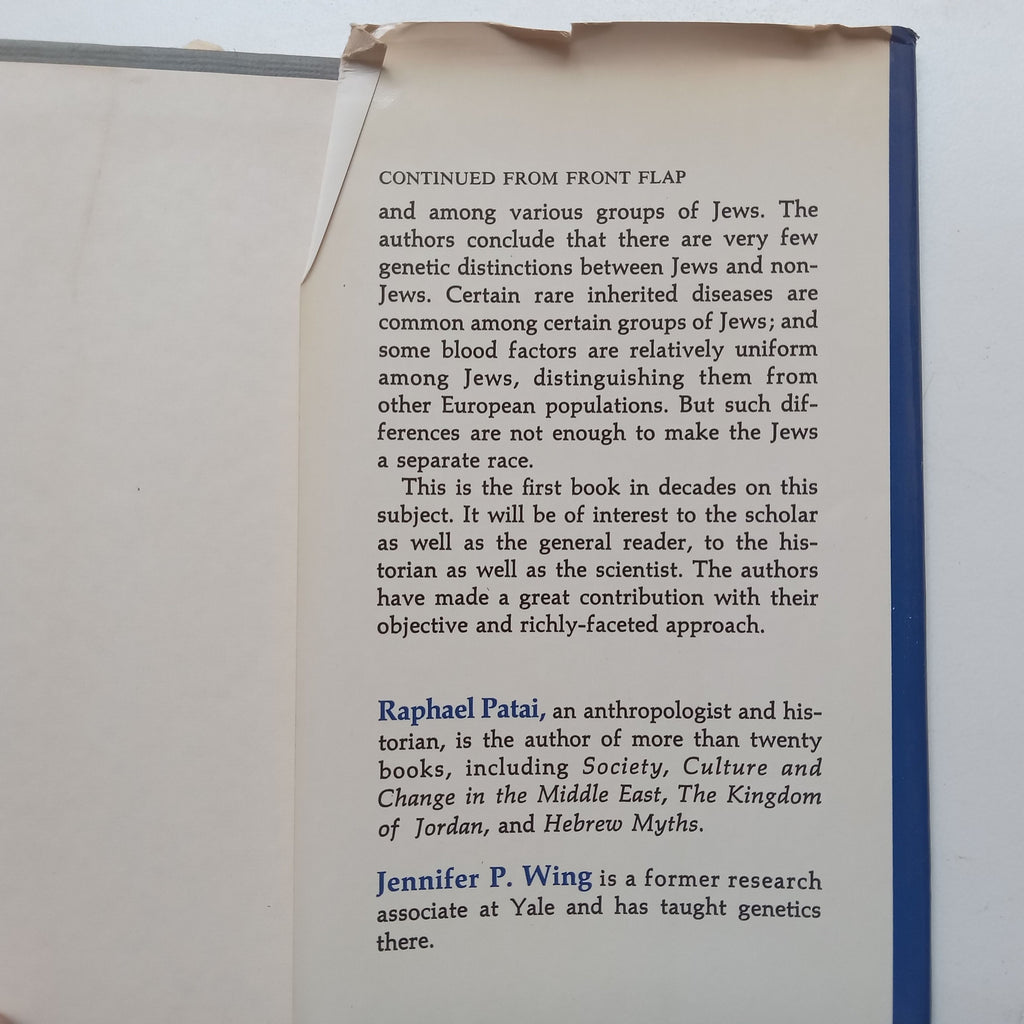 CONTINUED FROM FRONT FLAP
and among various groups of Jews. The
authors conclude that there are very few
genetic distinctions between Jews and non-
Jews. Certain rare inherited diseases are
common among certain groups of Jews; and
some blood factors are relatively uniform
among Jews, distinguishing them from
other European populations. But such dif-
ferences are not enough to make the Jews
a separate race.
This is the first book in decades on this
subject. It will be of interest to the scholar
as well as the general reader, to the his-
torian as well as the scientist. The authors
have made a great contribution with their
objective and richly-faceted approach.
Raphael Patai, an anthropologist and his-
torian, is the author of more than twenty
books, including Society, Culture and
Change in the Middle East, The Kingdom
of Jordan, and Hebrew Myths.
Jennifer P. Wing is a former research
associate at Yale and has taught genetics
there.